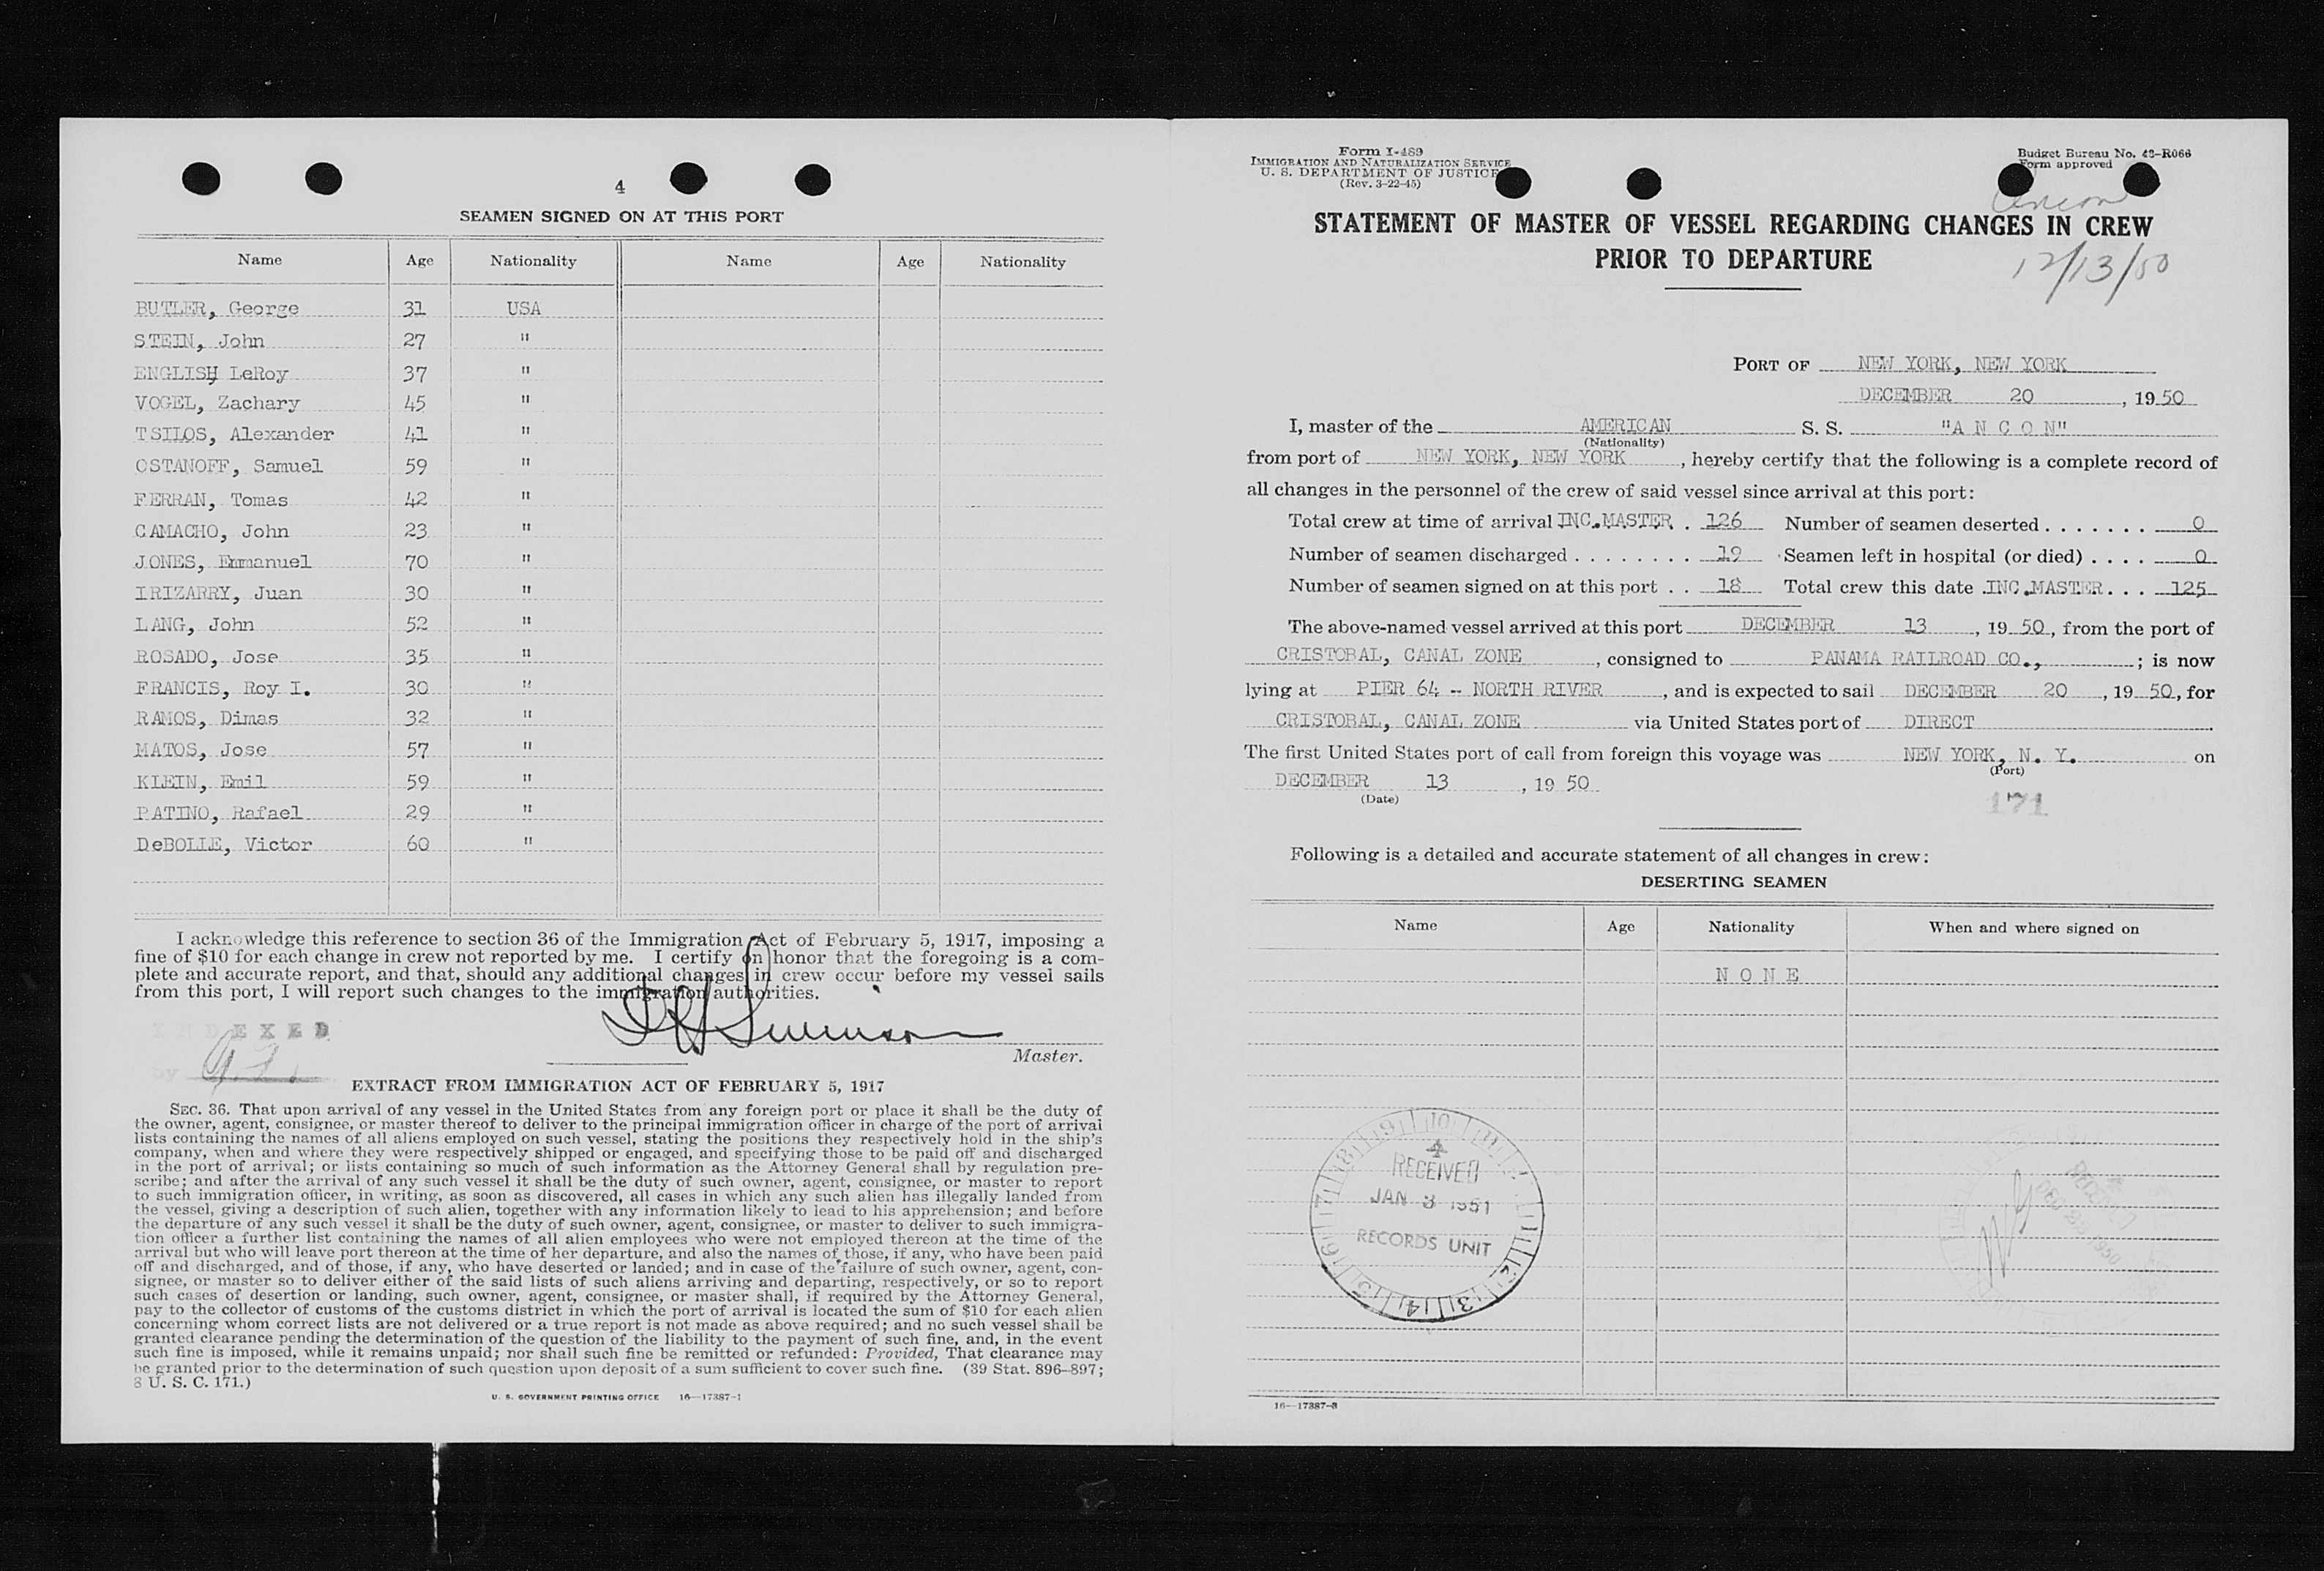 4
SEAMEN SIGNED ON AT THIS PORT
Name Age Nationality Name Age Nationality
BUTLER, George 31 USA
STEIN, John 27 "
ENGLISH, LeRoy 37 "
VOGEL, Zachary 45 "
TSILOS, Alexander 41 "
OSTANOFF, Samuel 59 "
FERRAN, Tomas 42 "
CAMACHO, John 23 "
JONES, Emmanuel 70 "
IRIZARRY, Juan 30 "
LANG, John 52 "
ROSADO, Jose 35 "
FRANCIS, Roy I. 30 "
RAMOS, Dimas 32 "
MATOS, Jose 57 "
KLEIN, Emil 59 "
PATINO, Rafael 29 "
DeBOLLE, Victor 60 "
I acknowledge this reference to section 36 of the Immigration Act of February 5, 1917, imposing a
fine of $10 for each change in crew not reported by me. I certify on honor that the foregoing is a com-
plete and accurate report, and that, should any additional changes in crew occur before my vessel sails
from this port, I will report such changes to the immigration authorities.
INDEXED
by
Master.
EXTRACT FROM IMMIGRATION ACT OF FEBRUARY 5, 1917
SEC. 36. That upon arrival of any vessel in the United States from any foreign port or place it shall be the duty of
the owner, agent, consignee, or master thereof to deliver to the principal immigration officer in charge of the port of arrival
lists containing the names of all aliens employed on such vessel, stating the positions they respectively hold in the ship's
company, when and where they were respectively shipped or engaged, and specifying those to be paid off and discharged
in the port of arrival; or lists containing so much of such information as the Attorney General shall by regulation pre-
scribe; and after the arrival of any such vessel it shall be the duty of such owner, agent, consignee, or master to report
to such immigration officer, in writing, as soon as discovered, all cases in which any such alien has illegally landed from
the vessel, giving a description of such alien, together with any information likely to lead to his apprehension; and before
the departure of any such vessel it shall be the duty of such owner, agent, consignee, or master to deliver to such immigra-
tion officer a further list containing the names of all alien employees who were not employed thereon at the time of the
arrival but who will leave port thereon at the time of her departure, and also the names of those, if any, who have been paid
off and discharged, and of those, if any, who have deserted or landed; and in case of the failure of such owner, agent, con-
signee, or master so to deliver either of the said lists of such aliens arriving and departing, respectively, or so to report
such cases of desertion or landing, such owner, agent, consignee, or master shall, if required by the Attorney General,
pay to the collector of customs of the customs district in which the port of arrival is located the sum of $10 for each alien
concerning whom correct lists are not delivered or a true report is not made as above required; and no such vessel shall be
granted clearance pending the determination of the question of the liability to the payment of such fine, and, in the event
such fine is imposed, while it remains unpaid; nor shall such fine be remitted or refunded: Provided, That clearance may
be granted prior to the determination of such question upon deposit of a sum sufficient to cover such fine. (39 Stat. 896-897;
8 U. S. C. 171.)
U. S. GOVERNMENT PRINTING OFFICE 16—17387-1
Form I-489
IMMIGRATION AND NATURALIZATION SERVICE
U. S. DEPARTMENT OF JUSTICE
(Rev. 3-22-45)
Budget Bureau No. 43-R066
Form approved
Ancon
STATEMENT OF MASTER OF VESSEL REGARDING CHANGES IN CREW
PRIOR TO DEPARTURE
12/13/50
PORT OF NEW YORK, NEW YORK
DECEMBER 20, 1950
I, master of the AMERICAN S. S. "A N C O N"
(Nationality)
from port of NEW YORK, NEW YORK, hereby certify that the following is a complete record of
all changes in the personnel of the crew of said vessel since arrival at this port:
Total crew at time of arrival INC.MASTER. 126 Number of seamen deserted . . . . . . . 0
Number of seamen discharged . . . . . . . . 19 Seamen left in hospital (or died) . . . . 0
Number of seamen signed on at this port . . 18 Total crew this date INC.MASTER. . . 125
The above-named vessel arrived at this port DECEMBER 13, 1950, from the port of
CRISTOBAL, CANAL ZONE, consigned to PANAMA RAILROAD CO.,; is now
lying at PIER 64 -- NORTH RIVER, and is expected to sail DECEMBER 20, 1950, for
CRISTOBAL, CANAL ZONE via United States port of DIRECT
The first United States port of call from foreign this voyage was NEW YORK, N. Y. on
(Port)
DECEMBER 13, 1950
(Date)
171
Following is a detailed and accurate statement of all changes in crew:
DESERTING SEAMEN
Name Age Nationality When and where signed on
N O N E
4
RECEIVED
JAN 3 1951
RECORDS UNIT
16—17387-3